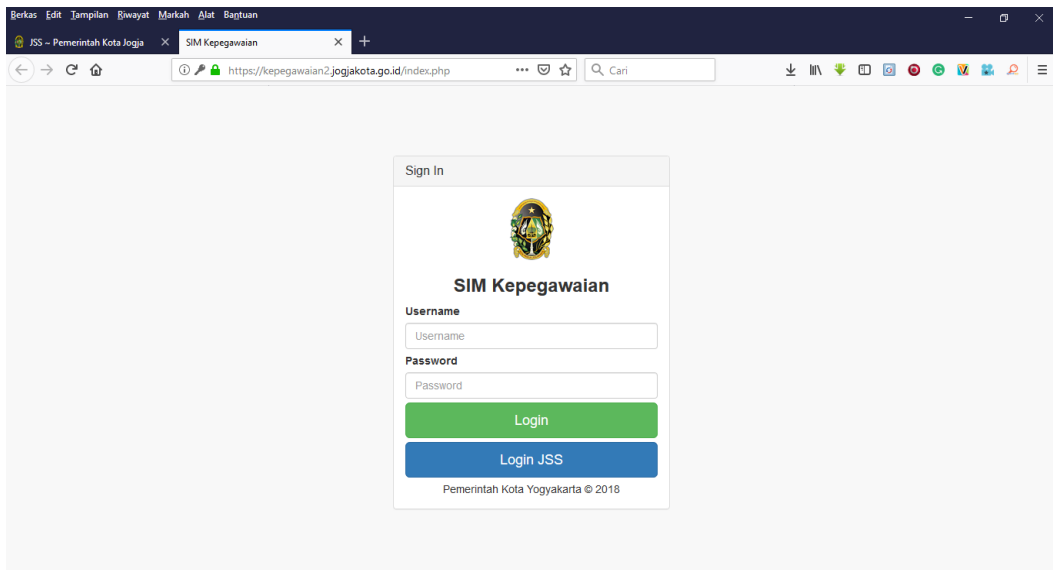 Berkas Edit Tampilan Riwayat Markah Alat Bantuan
JSS ~ Pemerintah Kota Jogja
SIM Kepegawaian
https://kepegawaian2.jogjakota.go.id/index.php
Cari
Sign In
SIM Kepegawaian
Username
Username
Password
Password
Login
Login JSS
Pemerintah Kota Yogyakarta © 2018